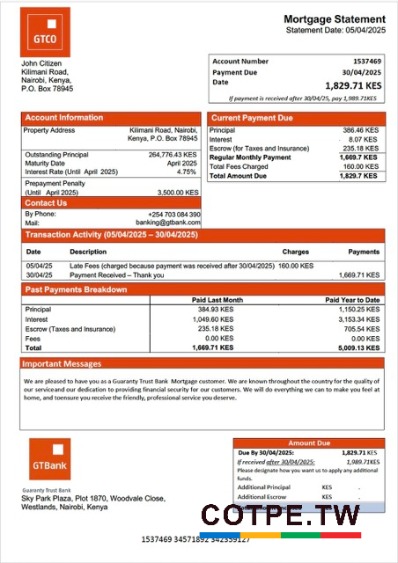 Mortgage Statement
Statement Date: 05/04/2025
GTCO
John Citizen
Kilimani Road,
Nairobi, Kenya,
P.O. Box 78945
Account Number 1537469
Payment Due 30/04/2025
Date
1,829.71 KES
If payment is received after 30/04/25, pay 1,989.71KES
Account Information
Property Address Kilimani Road, Nairobi,
Kenya, P.O. Box 78945
Outstanding Principal 264,776.43 KES
Maturity Date April 2025
Interest Rate (Until April 2025) 4.75%
Prepayment Penalty
(Until April 2025) 3,500.00 KES
Contact Us
By Phone: +254 703 084 390
Mail: banking@gtbank.com
Current Payment Due
Principal 386.46 KES
Interest 8.07 KES
Escrow (for Taxes and Insurance) 235.18 KES
Regular Monthly Payment 1,669.7 KES
Total Fees Charged 160.00 KES
Total Amount Due 1,829.7 KES
Transaction Activity (05/04/2025 – 30/04/2025)
Date Description Charges Payments
05/04/25 Late Fees (charged because payment was received after 30/04/2025) 160.00 KES
30/04/25 Payment Received – Thank you 1,669.71 KES
Past Payments Breakdown
Paid Last Month Paid Year to Date
Principal 384.93 KES 1,150.25 KES
Interest 1,049.60 KES 3,153.34 KES
Escrow (Taxes and Insurance) 235.18 KES 705.54 KES
Fees 0.00 KES 0.00 KES
Total 1,669.71 KES 5,009.13 KES
Important Messages
We are pleased to have you as a Guaranty Trust Bank Mortgage customer. We are known throughout the country for the quality of
our serviceand our dedication to providing financial security for our customers. We will do everything we can to make you feel at
home, and toensure you receive the friendly, professional service you deserve.
GTBank
Guaranty Trust Bank
Sky Park Plaza, Plot 1870, Woodvale Close,
Westlands, Nairobi, Kenya
Amount Due
Due By 30/04/2025: 1,829.71 KES
if received after 30/04/2025: 1,989.71KES
Please designate how you want us to apply any additional
funds.
Additional Principal KES .
Additional Escrow KES .
COTPE.TW
1537469 34571892 342359127